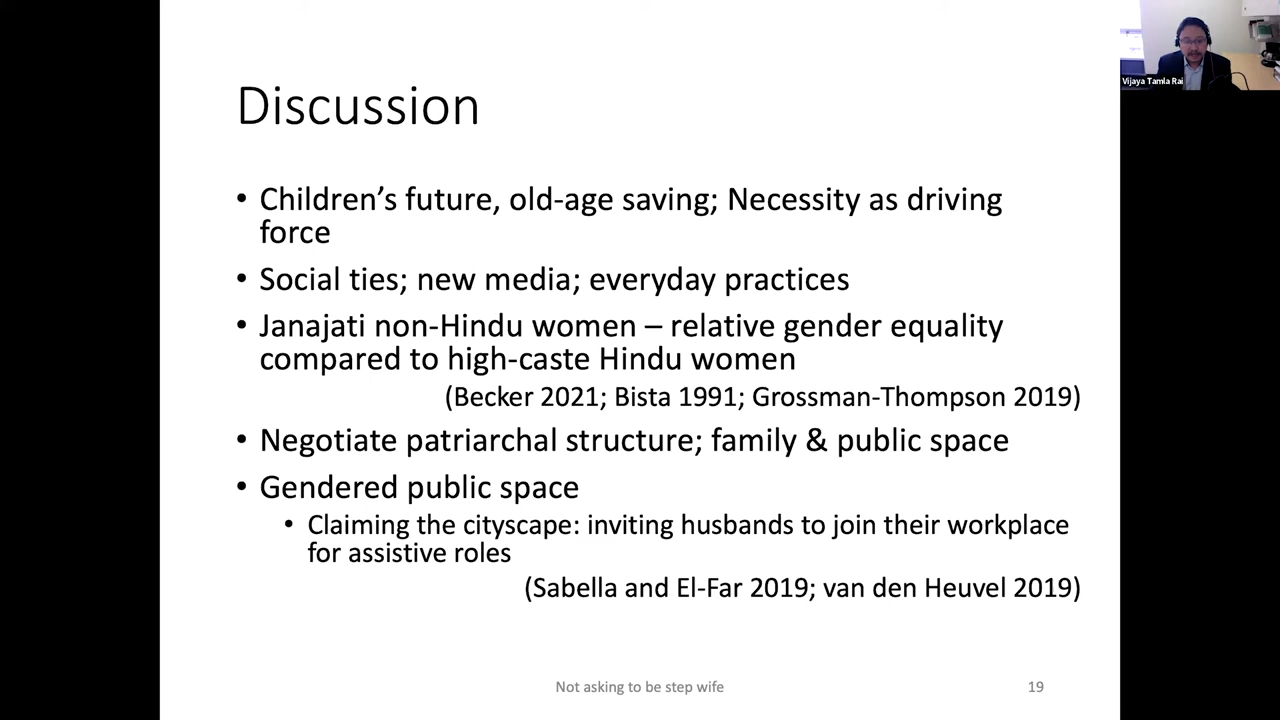 Discussion
• Children’s future, old-age saving; Necessity as driving
force
• Social ties; new media; everyday practices
• Janajati non-Hindu women – relative gender equality
compared to high-caste Hindu women
(Becker 2021; Bista 1991; Grossman-Thompson 2019)
• Negotiate patriarchal structure; family & public space
• Gendered public space
• Claiming the cityscape: inviting husbands to join their workplace
for assistive roles
(Sabella and El-Far 2019; van den Heuvel 2019)
Not asking to be step wife
19
Vijaya Tamla Rai